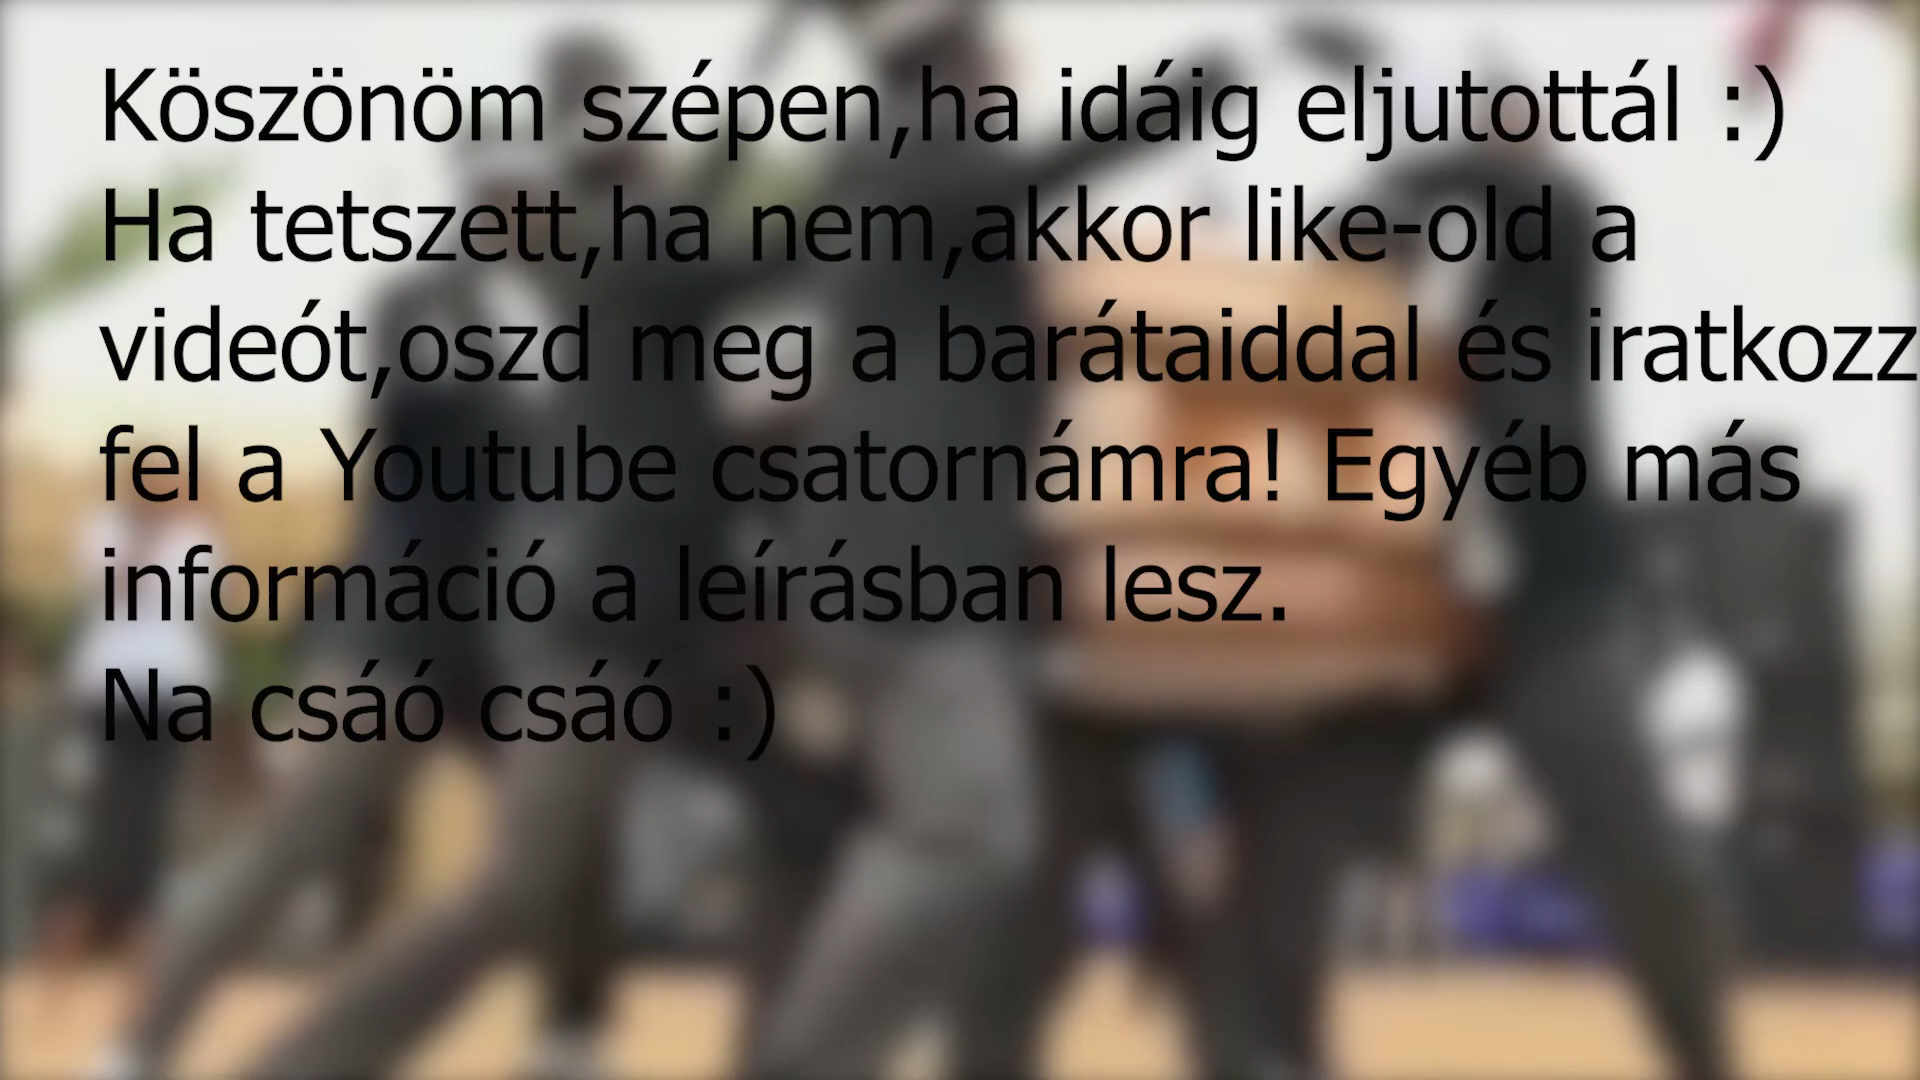 Köszönöm szépen,ha idáig eljutottál :)
Ha tetszett,ha nem,akkor like-old a
videót,oszd meg a barátaiddal és iratkozz
fel a Youtube csatornámra! Egyéb más
információ a leírásban lesz.
Na csáó csáó :)